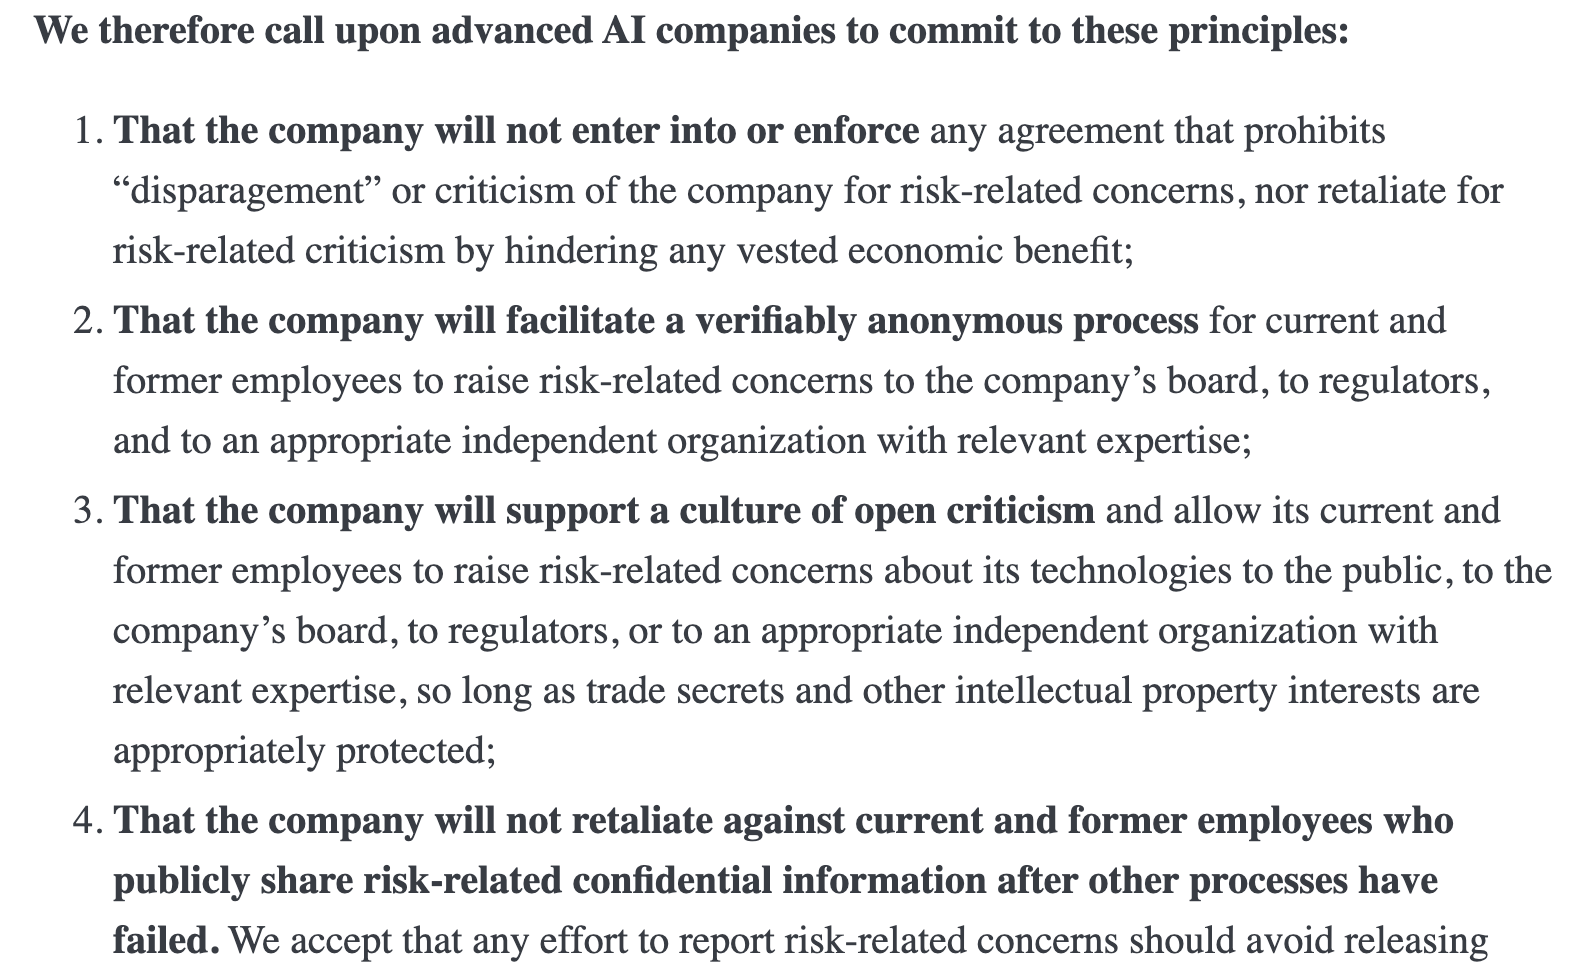 We therefore call upon advanced AI companies to commit to these principles:
1. That the company will not enter into or enforce any agreement that prohibits
“disparagement” or criticism of the company for risk-related concerns, nor retaliate for
risk-related criticism by hindering any vested economic benefit;
2. That the company will facilitate a verifiably anonymous process for current and
former employees to raise risk-related concerns to the company’s board, to regulators,
and to an appropriate independent organization with relevant expertise;
3. That the company will support a culture of open criticism and allow its current and
former employees to raise risk-related concerns about its technologies to the public, to the
company’s board, to regulators, or to an appropriate independent organization with
relevant expertise, so long as trade secrets and other intellectual property interests are
appropriately protected;
4. That the company will not retaliate against current and former employees who
publicly share risk-related confidential information after other processes have
failed. We accept that any effort to report risk-related concerns should avoid releasing